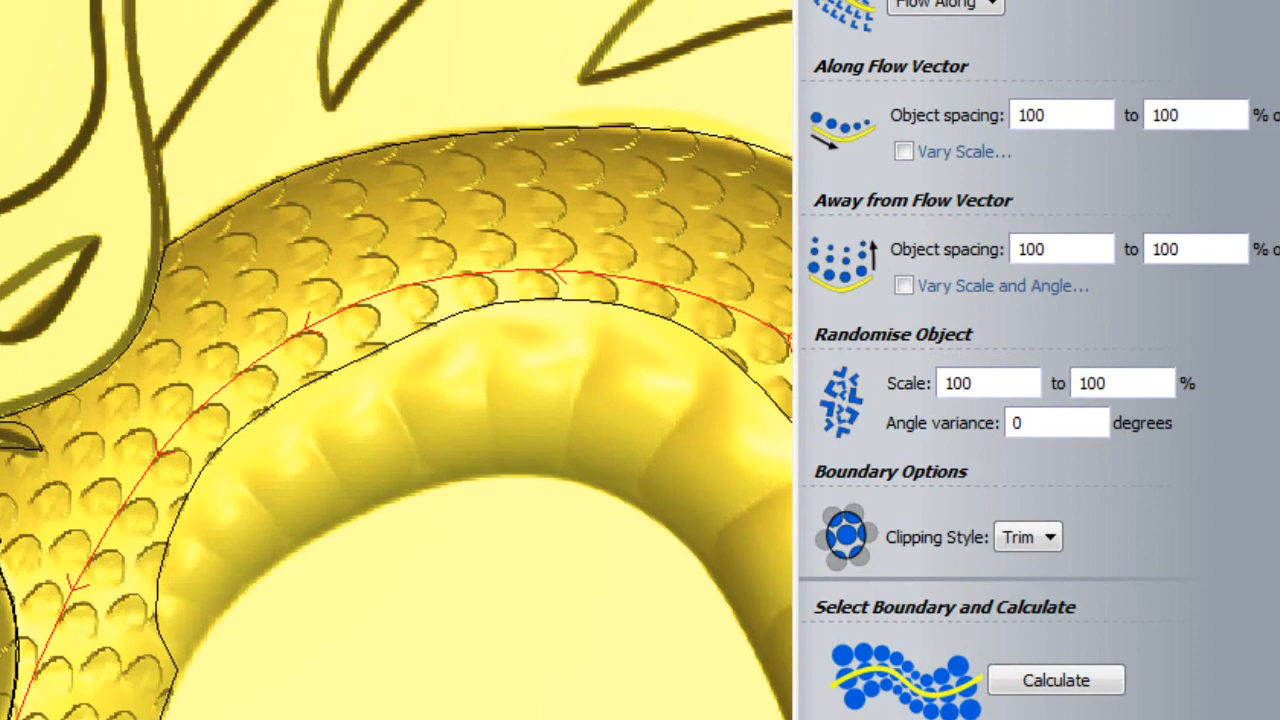 Flow Along
Along Flow Vector
Object spacing: 100 to 100 %
Vary Scale...
Away from Flow Vector
Object spacing: 100 to 100 %
Vary Scale and Angle...
Randomise Object
Scale: 100 to 100 %
Angle variance: 0 degrees
Boundary Options
Clipping Style: Trim
Select Boundary and Calculate
Calculate